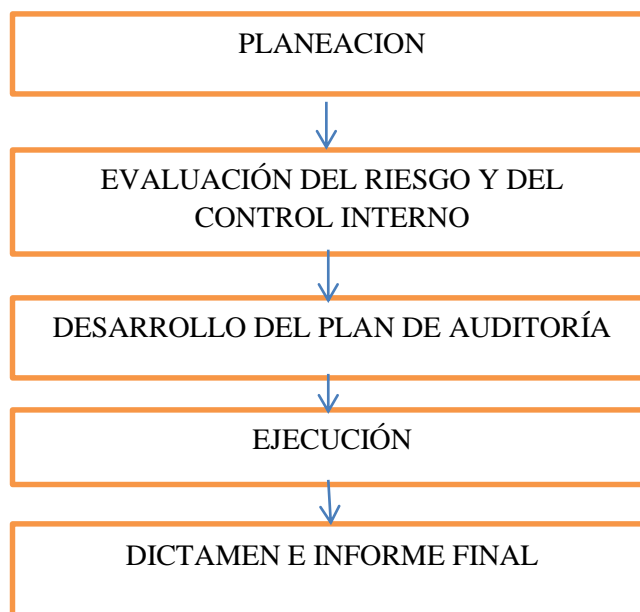 PLANEACION
EVALUACIÓN DEL RIESGO Y DEL
CONTROL INTERNO
DESARROLLO DEL PLAN DE AUDITORÍA
EJECUCIÓN
DICTAMEN E INFORME FINAL